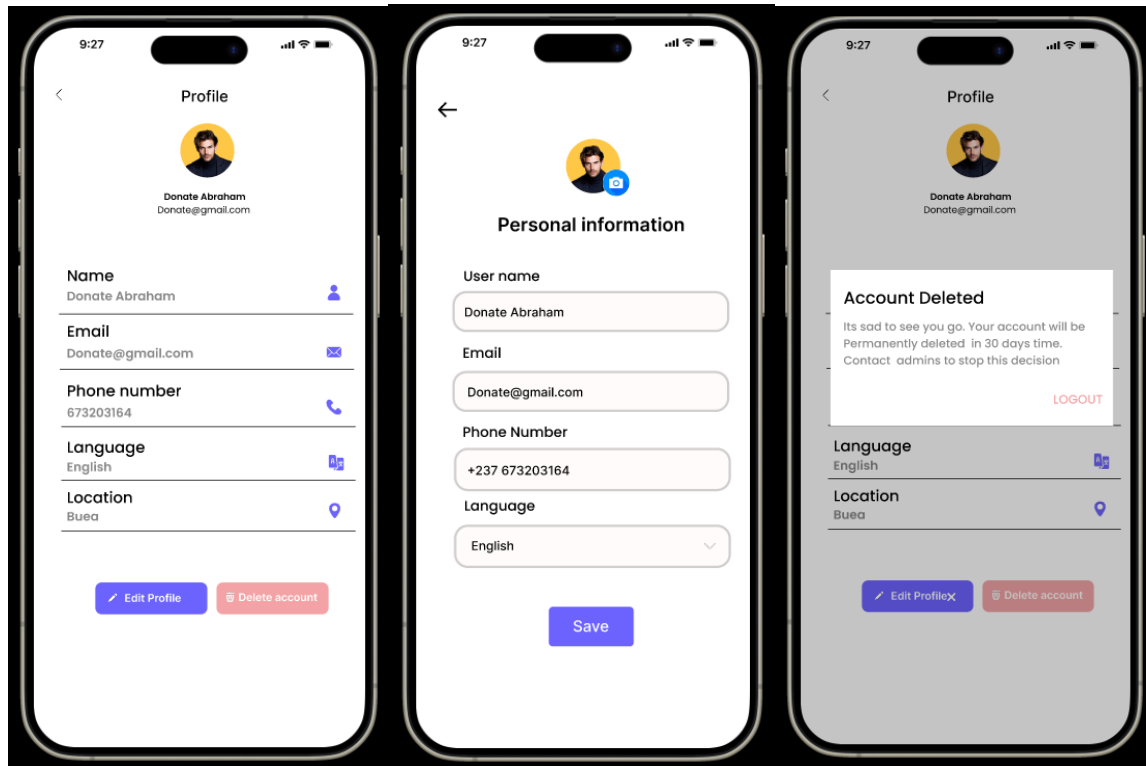 9:27
Profile
Donate Abraham
Donate@gmail.com
Name
Donate Abraham
Email
Donate@gmail.com
Phone number
673203164
Language
English
Location
Buea
Edit Profile
Delete account
9:27
Personal information
User name
Donate Abraham
Email
Donate@gmail.com
Phone Number
+237 673203164
Language
English
Save
9:27
Profile
Donate Abraham
Donate@gmail.com
Account Deleted
Its sad to see you go. Your account will be
Permanently deleted in 30 days time.
Contact admins to stop this decision
LOGOUT
Language
English
Location
Buea
Edit Profilex
Delete account